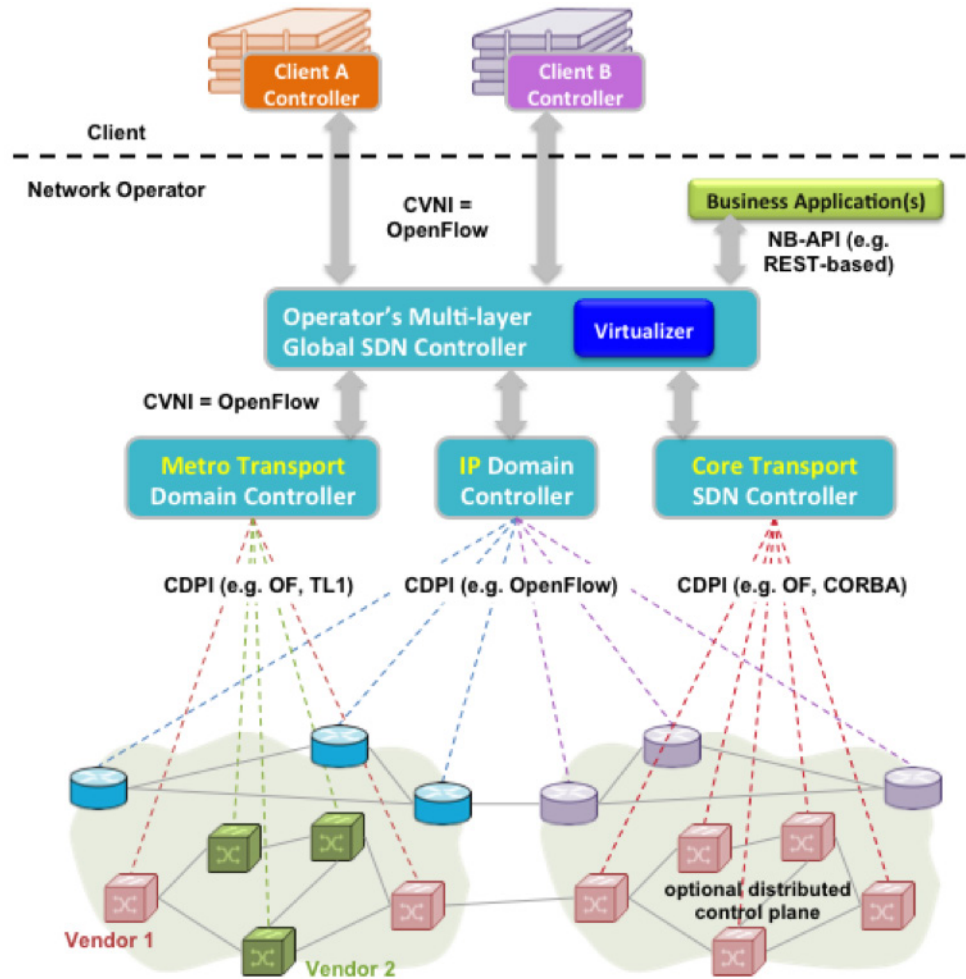 Client A
Controller
Client B
Controller
Client
Network Operator
CVNI =
OpenFlow
Business Application(s)
NB-API (e.g.
REST-based)
Operator's Multi-layer
Global SDN Controller
Virtualizer
CVNI = OpenFlow
Metro Transport
Domain Controller
IP Domain
Controller
Core Transport
SDN Controller
CDPI (e.g. OF, TL1)
CDPI (e.g. OpenFlow)
CDPI (e.g. OF, CORBA)
optional distributed
control plane
Vendor 1
Vendor 2